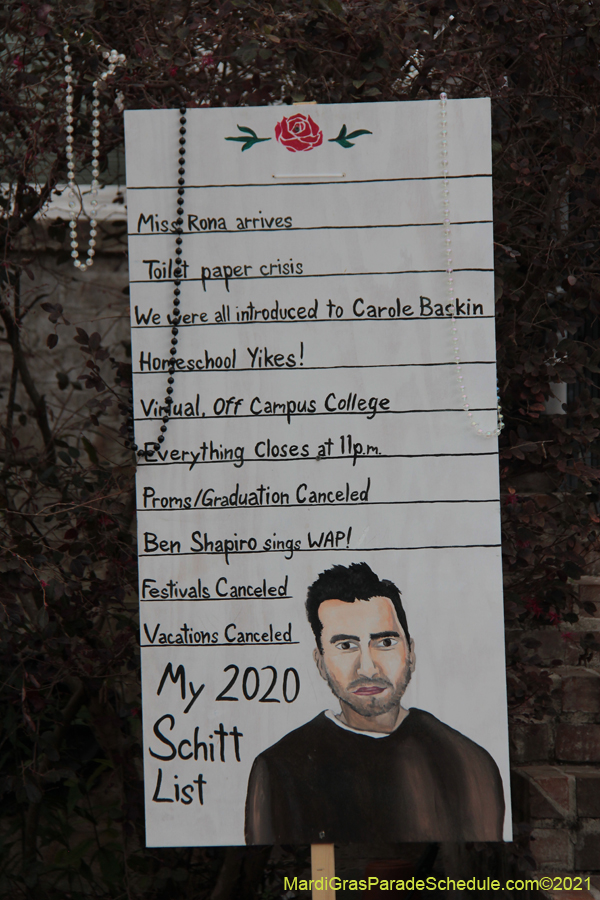 Miss Rona arrives
Toilet paper crisis
We were all introduced to Carole Baskin
Homeschool Yikes!
Virtual, Off Campus College
Everything Closes at 11p.m.
Proms/Graduation Canceled
Ben Shapiro sings WAP!
Festivals Canceled
Vacations Canceled
My 2020
Schitt
List
MardiGrasParadeSchedule.com©2021